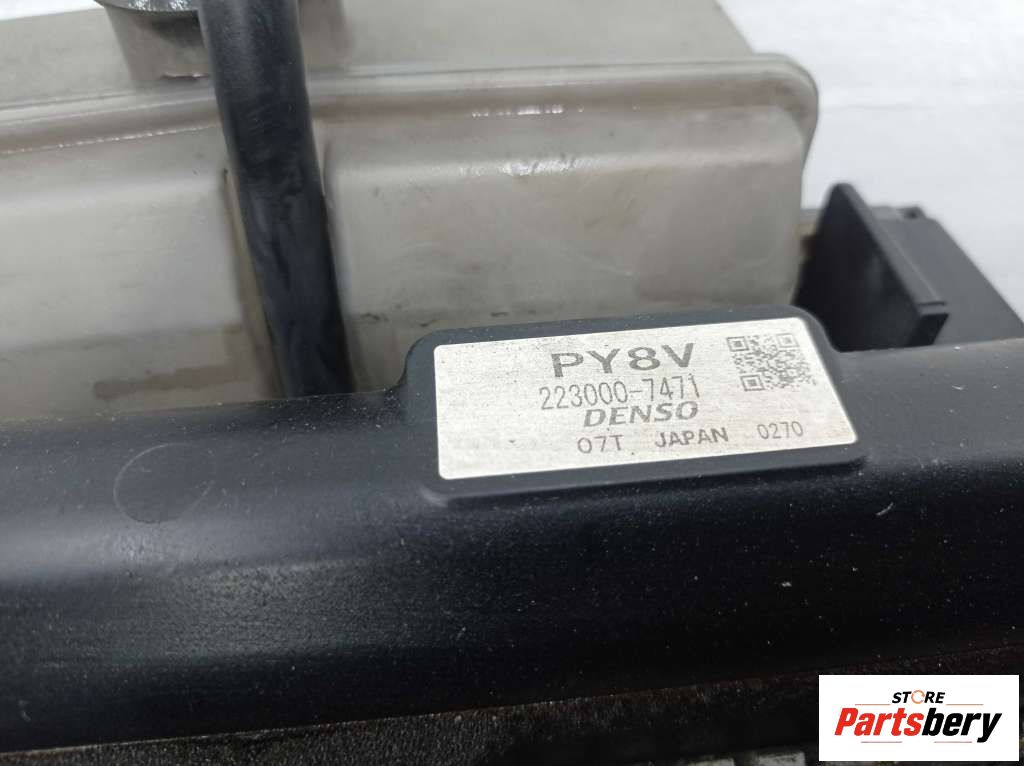 PY8V
223000-7471
DENSO
07T JAPAN 0270
STORE
Partsbery